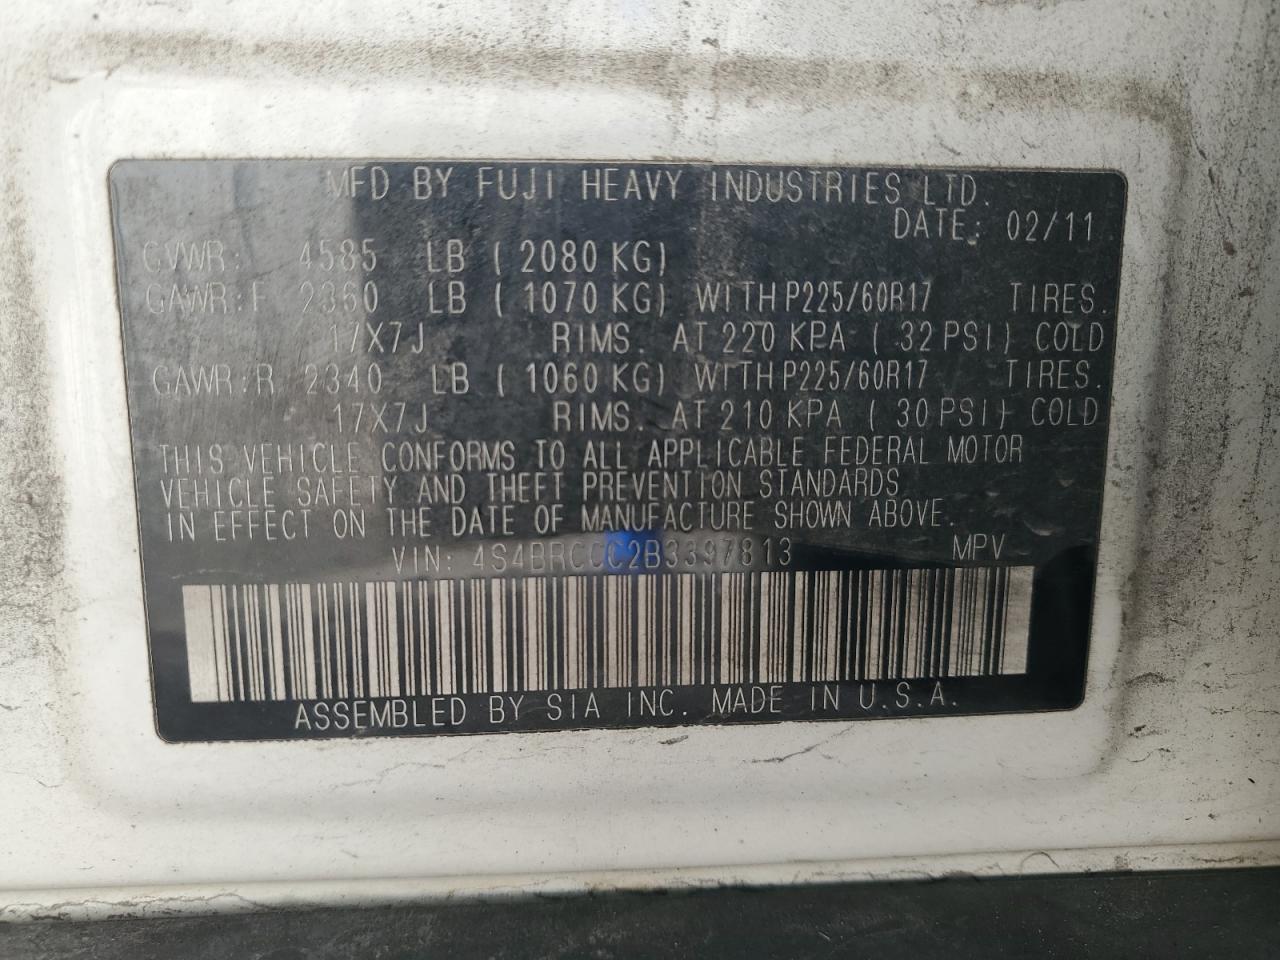 MFD BY FUJI HEAVY INDUSTRIES LTD.
DATE: 02/11
GVWR: 4585 LB ( 2080 KG)
GAWR:F 2360 LB ( 1070 KG) WITH P225/60R17 TIRES.
17X7J RIMS. AT 220 KPA ( 32 PSI) COLD
GAWR:R 2340 LB ( 1060 KG) WITH P225/60R17 TIRES.
17X7J RIMS. AT 210 KPA ( 30 PSI) COLD
THIS VEHICLE CONFORMS TO ALL APPLICABLE FEDERAL MOTOR
VEHICLE SAFETY AND THEFT PREVENTION STANDARDS
IN EFFECT ON THE DATE OF MANUFACTURE SHOWN ABOVE.
VIN: 4S4BRCCC2B3397813 MPV
ASSEMBLED BY SIA INC. MADE IN U.S.A.